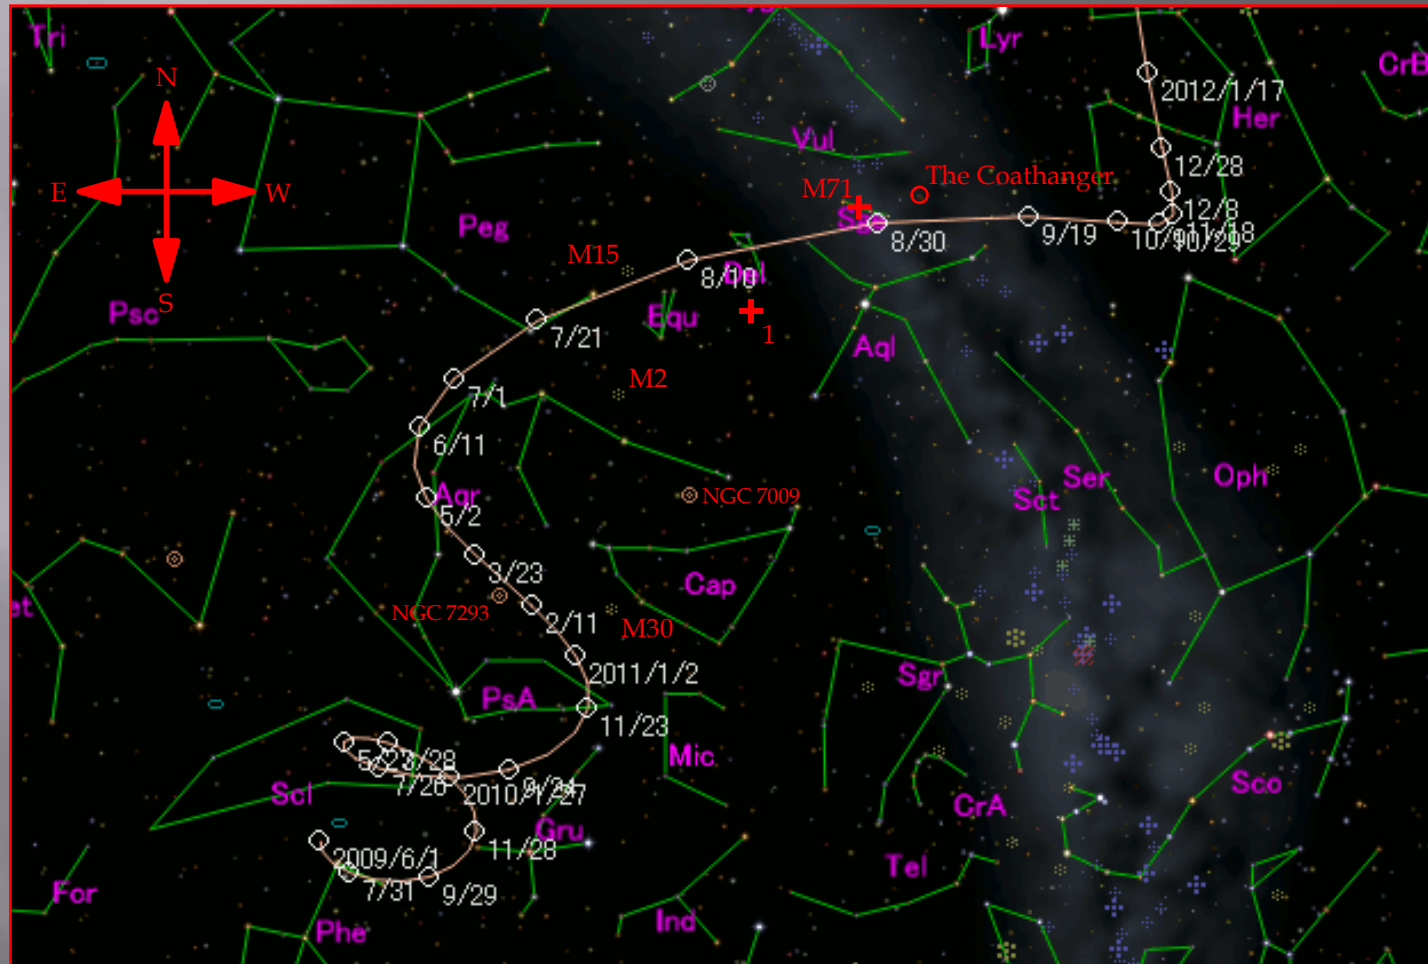 Tri
Lyr
CrB
N
2012/1/17
Her
Vul
12/28
E
W
M71
The Coathanger
12/8
Peg
8/30
9/19
M15
Del
S
Psc
Equ
7/21
1
Aql
M2
7/1
6/11
Aqr
5/2
NGC 7009
Ser
Oph
Sct
3/23
Cap
et
NGC 7293
2/11
M30
2011/1/2
Sgr
PsA
11/23
Mic
7/26
Scl
Sco
CrA
Gru
11/28
2009/6/1
Tel
7/31
9/29
For
Phe
Ind